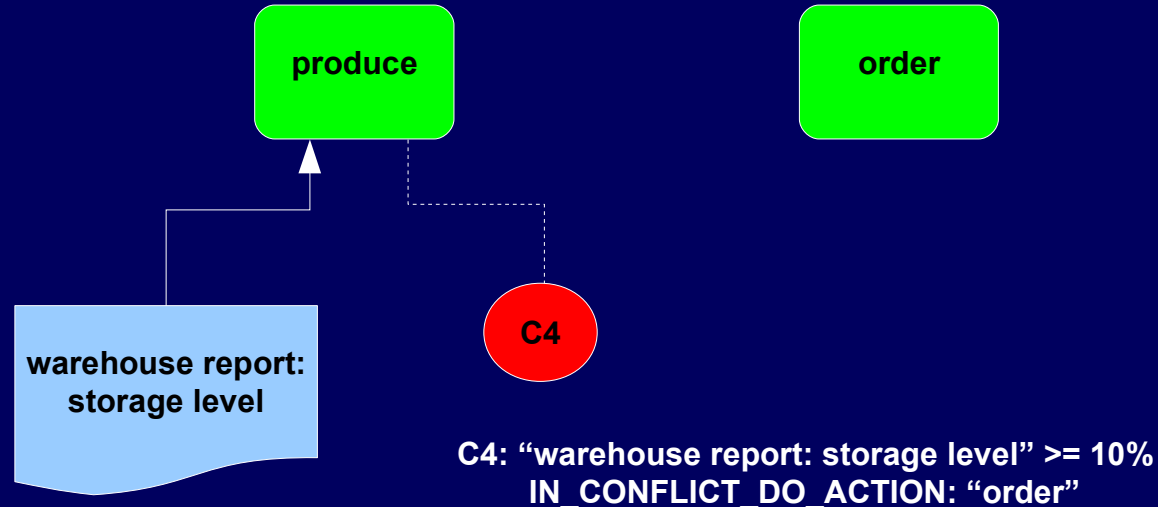 produce
order
C4
warehouse report:
storage level
C4: “warehouse report: storage level” >= 10%
IN_CONFLICT_DO_ACTION: “order”